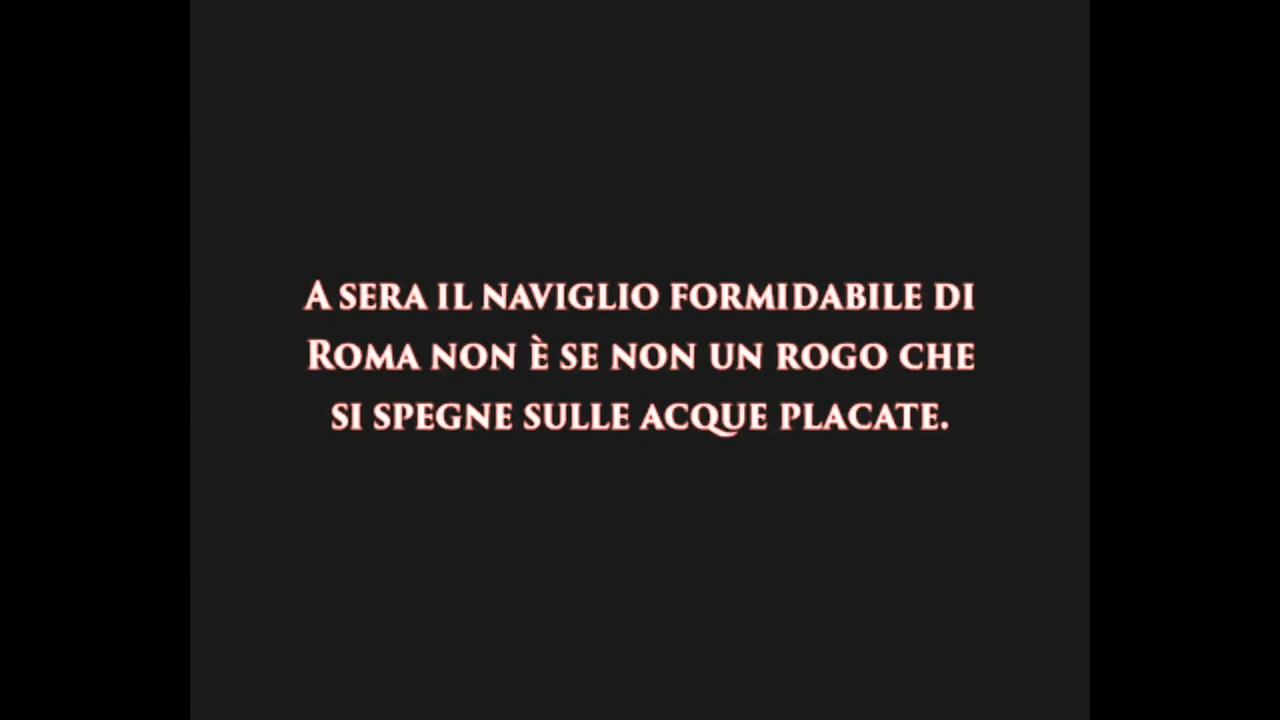 A SERA IL NAVIGLIO FORMIDABILE DI
ROMA NON È SE NON UN ROGO CHE
SI SPEGNE SULLE ACQUE PLACATE.